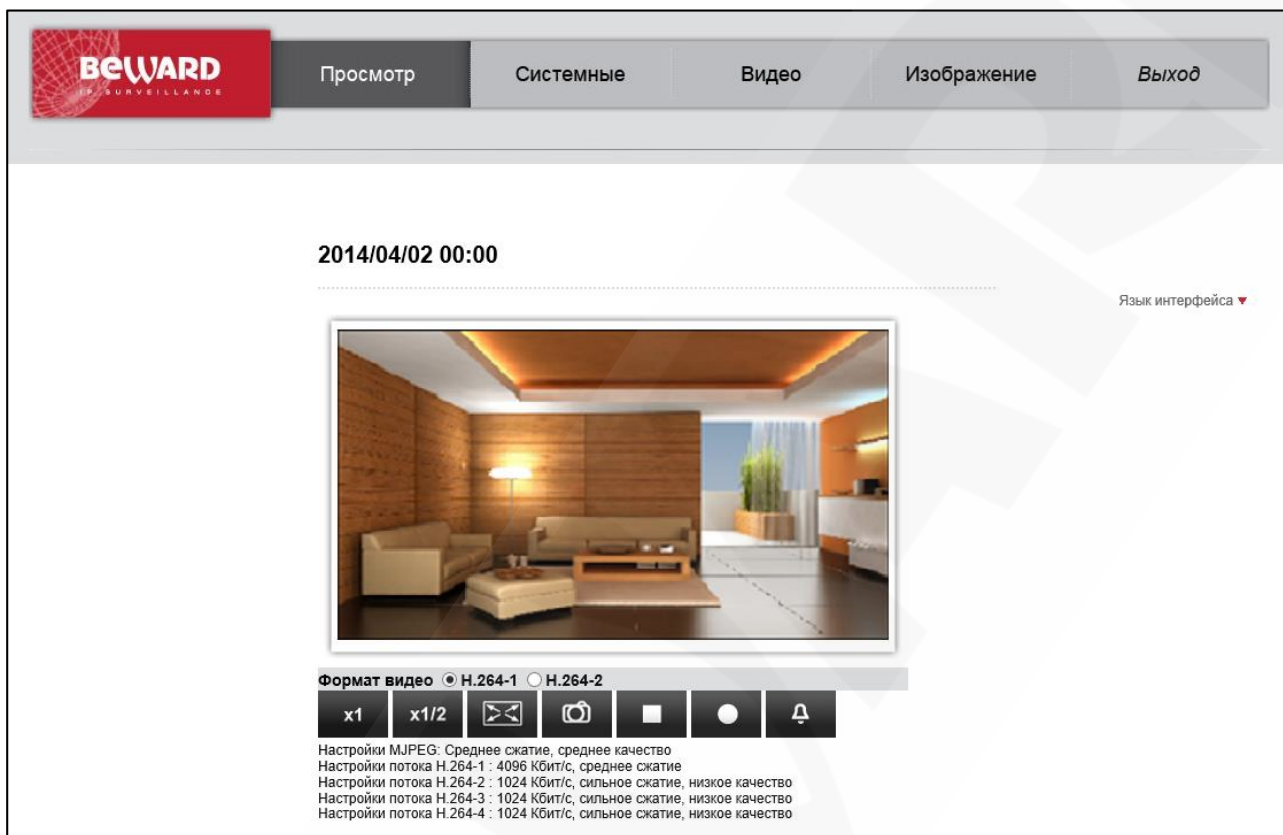 BEWARD
IP SURVEILLANCE
Просмотр
Системные
Видео
Изображение
Выход
2014/04/02 00:00
Язык интерфейса
Формат видео H.264-1 H.264-2
x1
x1/2
Настройки MJPEG: Среднее сжатие, среднее качество
Настройки потока H.264-1 : 4096 Кбит/с, среднее сжатие
Настройки потока H.264-2 : 1024 Кбит/с, сильное сжатие, низкое качество
Настройки потока H.264-3 : 1024 Кбит/с, сильное сжатие, низкое качество
Настройки потока H.264-4 : 1024 Кбит/с, сильное сжатие, низкое качество